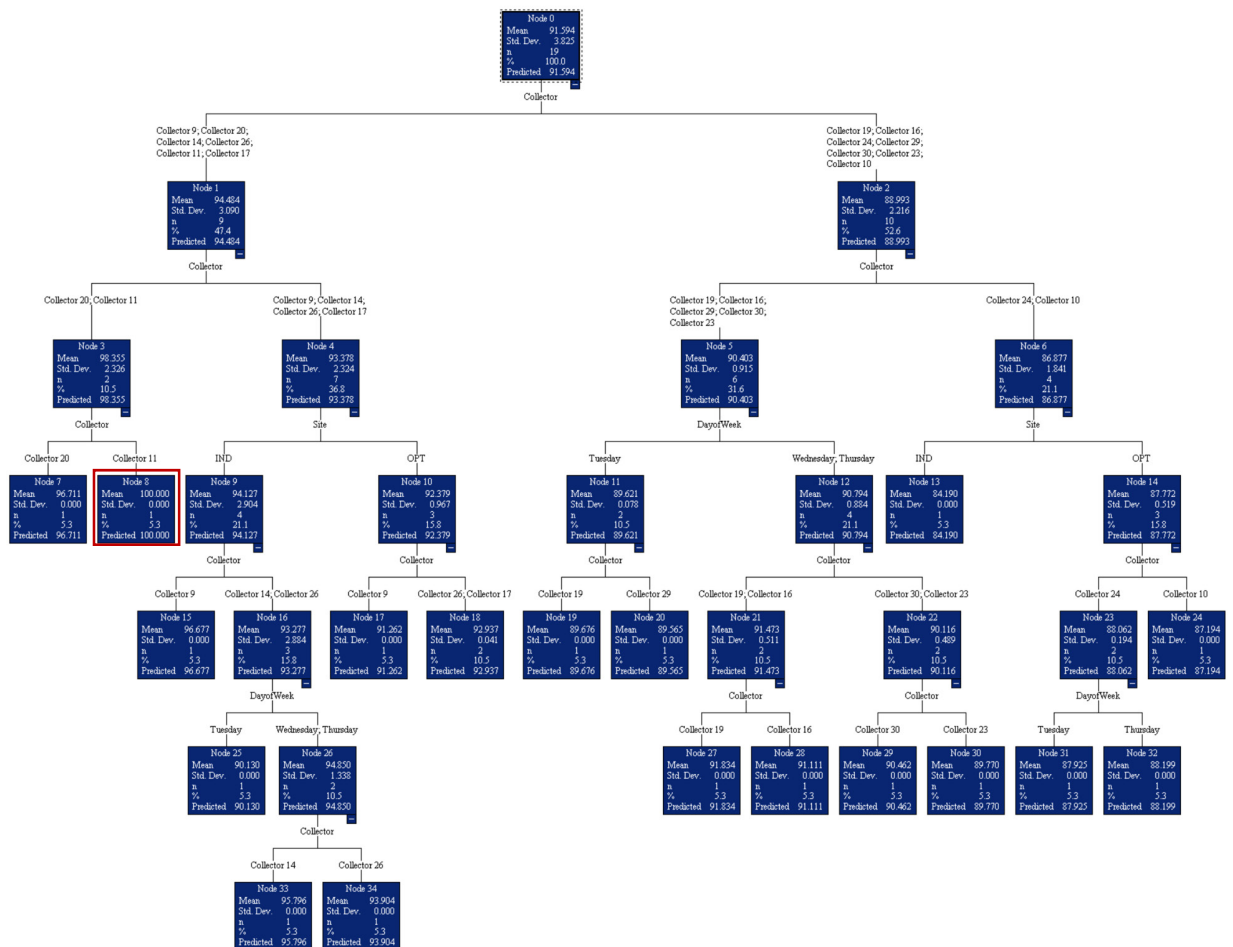 Node 0
Mean 91.594
Std. Dev. 3.825
n 19
% 100.0
Predicted 91.594
Collector
Collector 9; Collector 20;
Collector 14; Collector 26;
Collector 11; Collector 17
Collector 19; Collector 16;
Collector 24; Collector 29;
Collector 30; Collector 23;
Collector 10
Node 1
Mean 94.484
Std. Dev. 3.090
n 9
% 47.4
Predicted 94.484
Node 2
Mean 88.993
Std. Dev. 2.216
n 10
% 52.6
Predicted 88.993
Collector
Collector
Collector 20; Collector 11
Collector 9; Collector 14;
Collector 26; Collector 17
Collector 19; Collector 16;
Collector 29; Collector 30;
Collector 23
Collector 24; Collector 10
Node 3
Mean 98.355
Std. Dev. 2.326
n 2
% 10.5
Predicted 98.355
Node 4
Mean 93.378
Std. Dev. 2.324
n 7
% 36.8
Predicted 93.378
Node 5
Mean 90.403
Std. Dev. 0.915
n 6
% 31.6
Predicted 90.403
Node 6
Mean 86.877
Std. Dev. 1.841
n 4
% 21.1
Predicted 86.877
Collector
Site
DayofWeek
Site
Collector 20
Collector 11
IND
OPT
Tuesday
Wednesday; Thursday
IND
OPT
Node 7
Mean 96.711
Std. Dev. 0.000
n 1
% 5.3
Predicted 96.711
Node 8
Mean 100.000
Std. Dev. 0.000
n 1
% 5.3
Predicted 100.000
Node 9
Mean 94.127
Std. Dev. 2.904
n 4
% 21.1
Predicted 94.127
Node 10
Mean 92.379
Std. Dev. 0.967
n 3
% 15.8
Predicted 92.379
Node 11
Mean 89.621
Std. Dev. 0.078
n 2
% 10.5
Predicted 89.621
Node 12
Mean 90.794
Std. Dev. 0.884
n 4
% 21.1
Predicted 90.794
Node 13
Mean 84.190
Std. Dev. 0.000
n 1
% 5.3
Predicted 84.190
Node 14
Mean 87.772
Std. Dev. 0.519
n 3
% 15.8
Predicted 87.772
Collector
Collector
Collector
Collector
Collector
Collector 9
Collector 14; Collector 26
Collector 9
Collector 26; Collector 17
Collector 19
Collector 29
Collector 19; Collector 16
Collector 30; Collector 23
Collector 24
Collector 10
Node 15
Mean 96.677
Std. Dev. 0.000
n 1
% 5.3
Predicted 96.677
Node 16
Mean 93.277
Std. Dev. 2.884
n 3
% 15.8
Predicted 93.277
Node 17
Mean 91.262
Std. Dev. 0.000
n 1
% 5.3
Predicted 91.262
Node 18
Mean 92.937
Std. Dev. 0.041
n 2
% 10.5
Predicted 92.937
Node 19
Mean 89.676
Std. Dev. 0.000
n 1
% 5.3
Predicted 89.676
Node 20
Mean 89.565
Std. Dev. 0.000
n 1
% 5.3
Predicted 89.565
Node 21
Mean 91.473
Std. Dev. 0.511
n 2
% 10.5
Predicted 91.473
Node 22
Mean 90.116
Std. Dev. 0.489
n 2
% 10.5
Predicted 90.116
Node 23
Mean 88.062
Std. Dev. 0.194
n 2
% 10.5
Predicted 88.062
Node 24
Mean 87.194
Std. Dev. 0.000
n 1
% 5.3
Predicted 87.194
DayofWeek
Collector
Collector
DayofWeek
Tuesday
Wednesday; Thursday
Collector 19
Collector 16
Collector 30
Collector 23
Tuesday
Thursday
Node 25
Mean 90.130
Std. Dev. 0.000
n 1
% 5.3
Predicted 90.130
Node 26
Mean 94.850
Std. Dev. 1.338
n 2
% 10.5
Predicted 94.850
Node 27
Mean 91.834
Std. Dev. 0.000
n 1
% 5.3
Predicted 91.834
Node 28
Mean 91.111
Std. Dev. 0.000
n 1
% 5.3
Predicted 91.111
Node 29
Mean 90.462
Std. Dev. 0.000
n 1
% 5.3
Predicted 90.462
Node 30
Mean 89.770
Std. Dev. 0.000
n 1
% 5.3
Predicted 89.770
Node 31
Mean 87.925
Std. Dev. 0.000
n 1
% 5.3
Predicted 87.925
Node 32
Mean 88.199
Std. Dev. 0.000
n 1
% 5.3
Predicted 88.199
Collector
Collector 14
Collector 26
Node 33
Mean 95.796
Std. Dev. 0.000
n 1
% 5.3
Predicted 95.796
Node 34
Mean 93.904
Std. Dev. 0.000
n 1
% 5.3
Predicted 93.904